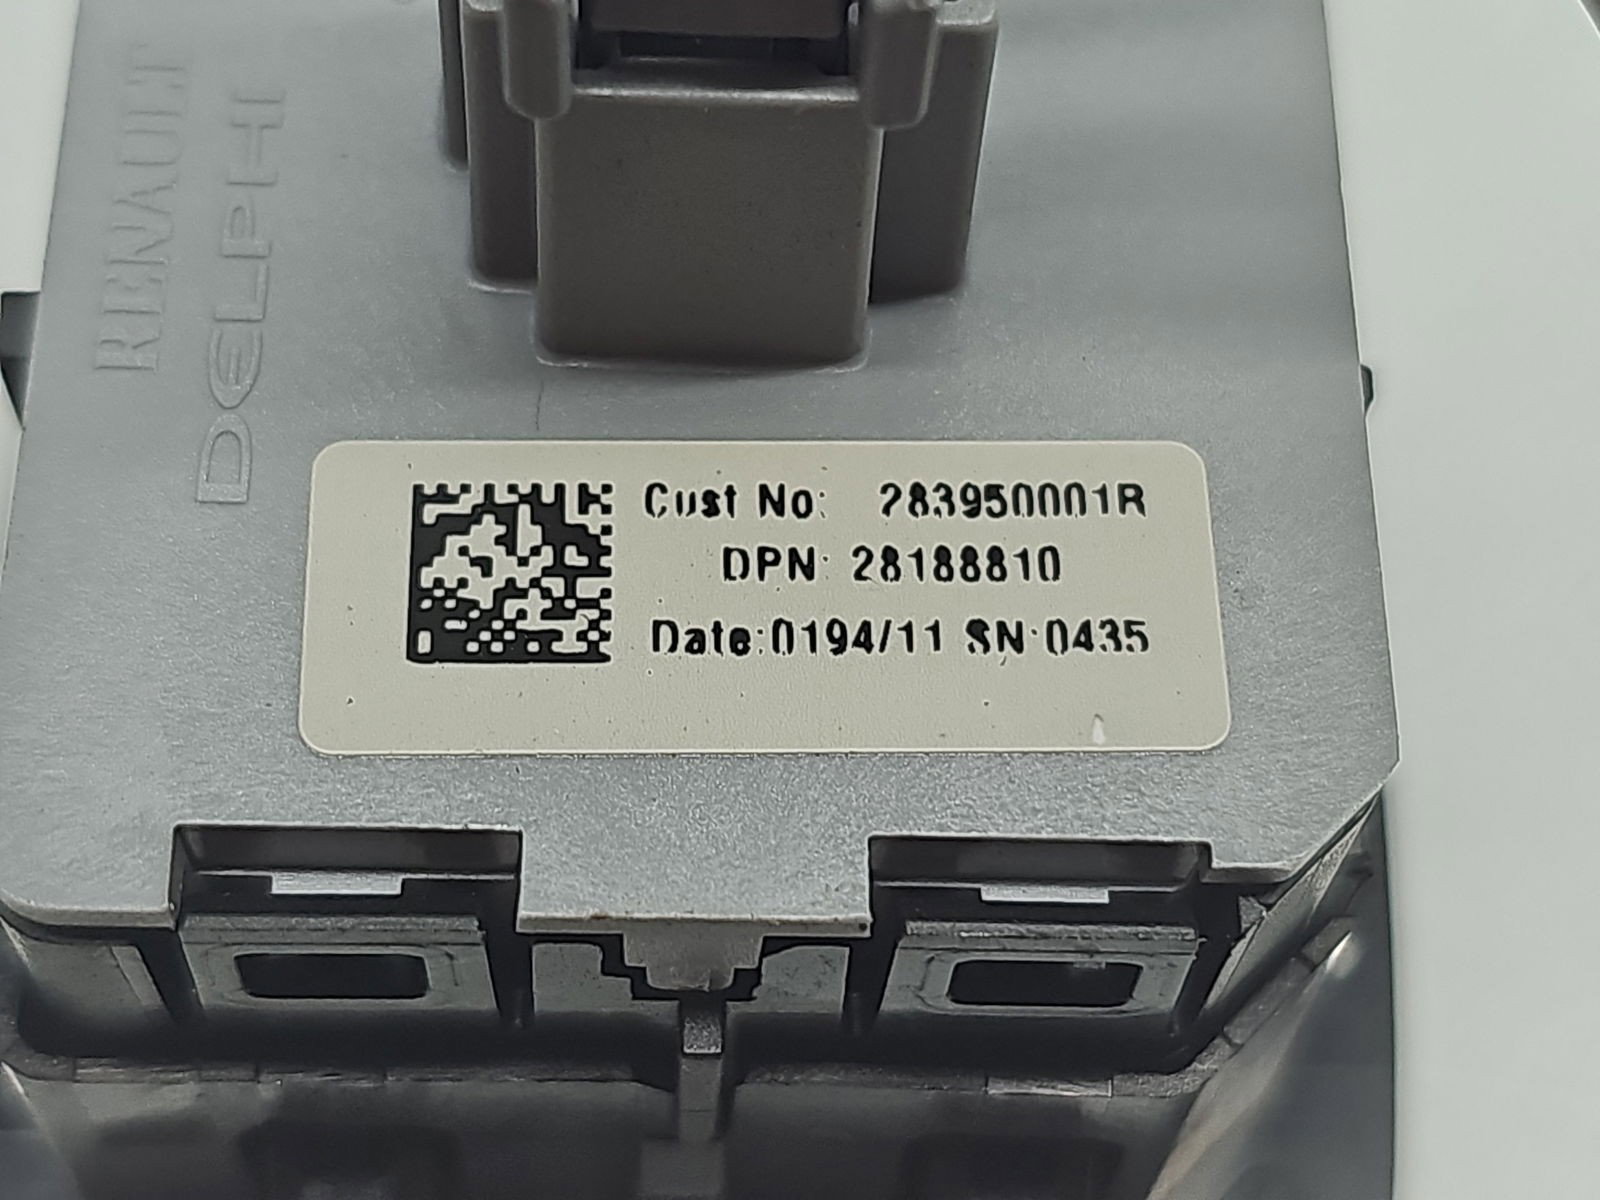 RENAULT
DELPHI
Cust No: 283950001R
DPN: 28188810
Date:0194/11 SN:0435